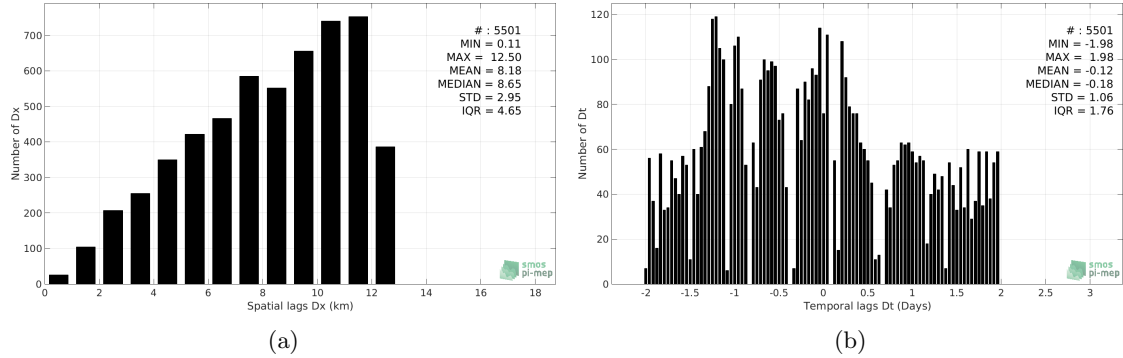 Number of Dx
700
600
500
400
300
200
100
0
# : 5501
MIN = 0.11
MAX = 12.50
MEAN = 8.18
MEDIAN = 8.65
STD = 2.95
IQR = 4.65
smos
pi-mep
0 2 4 6 8 10 12 14 16 18
Spatial lags Dx (km)
(a)
Number of Dt
120
100
80
60
40
20
0
# : 5501
MIN = -1.98
MAX = 1.98
MEAN = -0.12
MEDIAN = -0.18
STD = 1.06
IQR = 1.76
smos
pi-mep
-2 -1.5 -1 -0.5 0 0.5 1 1.5 2 2.5 3
Temporal lags Dt (Days)
(b)